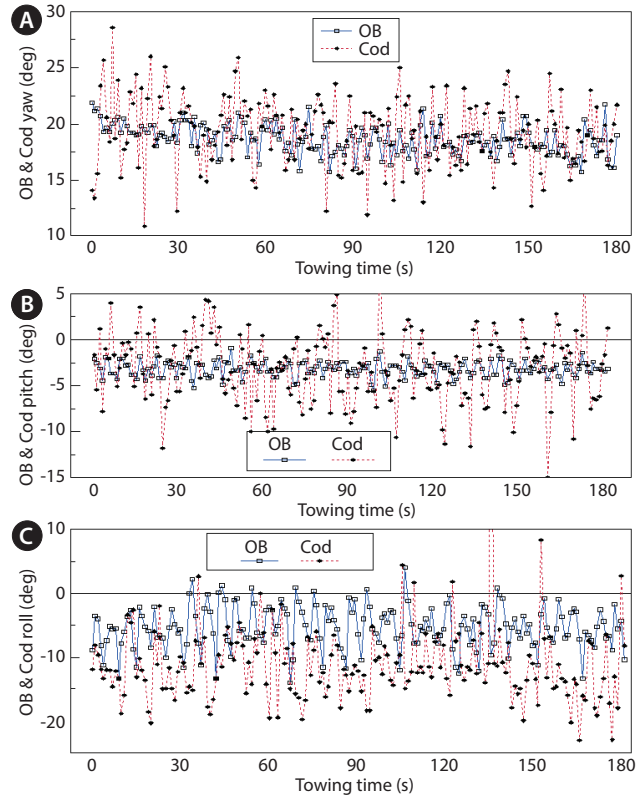 A
30
25
20
15
10
OB & Cod yaw (deg)
OB
Cod
0
30
60
90
120
150
180
Towing time (s)
B
5
0
-5
-10
-15
OB & Cod pitch (deg)
OB Cod
0
30
60
90
120
150
180
Towing time (s)
C
10
0
-10
-20
OB & Cod roll (deg)
OB Cod
0
30
60
90
120
150
180
Towing time (s)